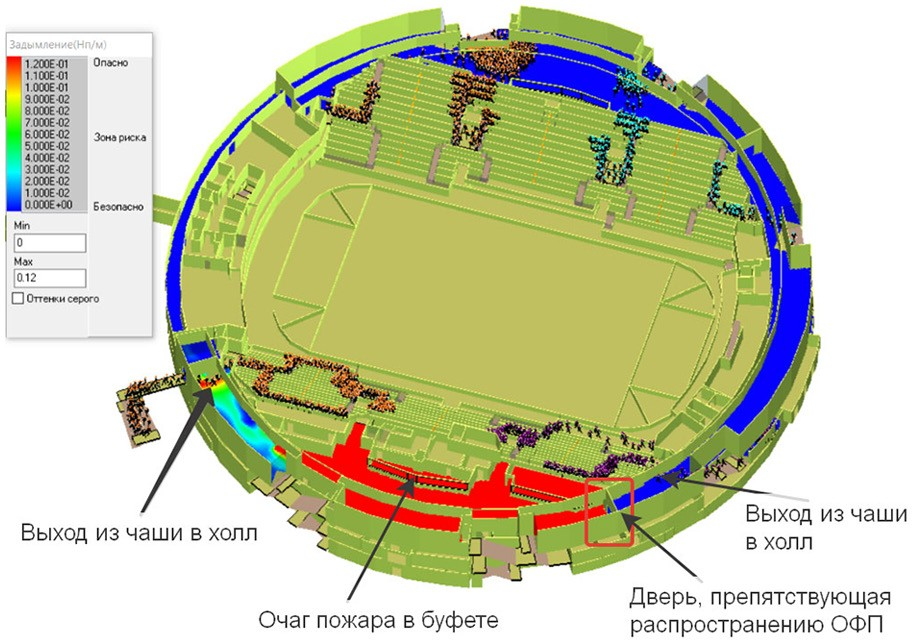 Задымление(Нп/м)
Опасно
1.200E-01
1.100E-01
1.000E-01
9.000E-02
8.000E-02
7.000E-02
Зона риска
6.000E-02
5.000E-02
4.000E-02
3.000E-02
2.000E-02
1.000E-02
0.000E+00
Безопасно
Min
0
Max
0.12
Оттенки серого
Выход из чаши в холл
Очаг пожара в буфете
Выход из чаши
в холл
Дверь, препятствующая
распространению ОФП